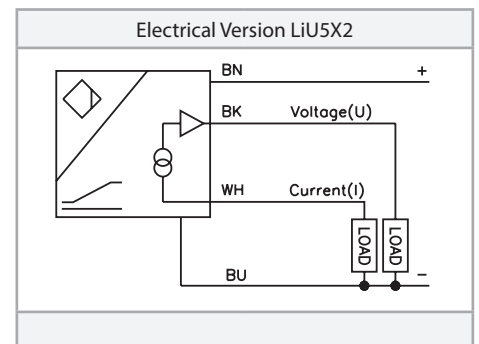 Electrical Version LiU5X2
BN
+
BK
Voltage(U)
WH
Current(I)
LOAD
LOAD
BU
−